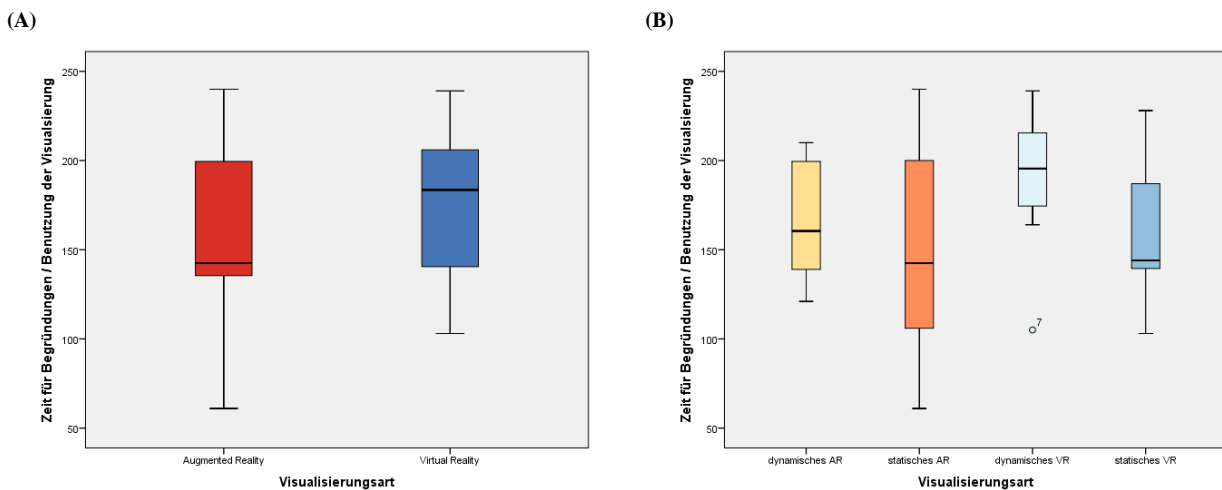 (A)
Zeit für Begründungen / Benutzung der Visualsierung
250
200
150
100
50
Augmented Reality Virtual Reality
Visualisierungsart
(B)
Zeit für Begründungen / Benutzung der Visualsierung
250
200
150
100
50
7
dynamisches AR statisches AR dynamisches VR statisches VR
Visualisierungsart